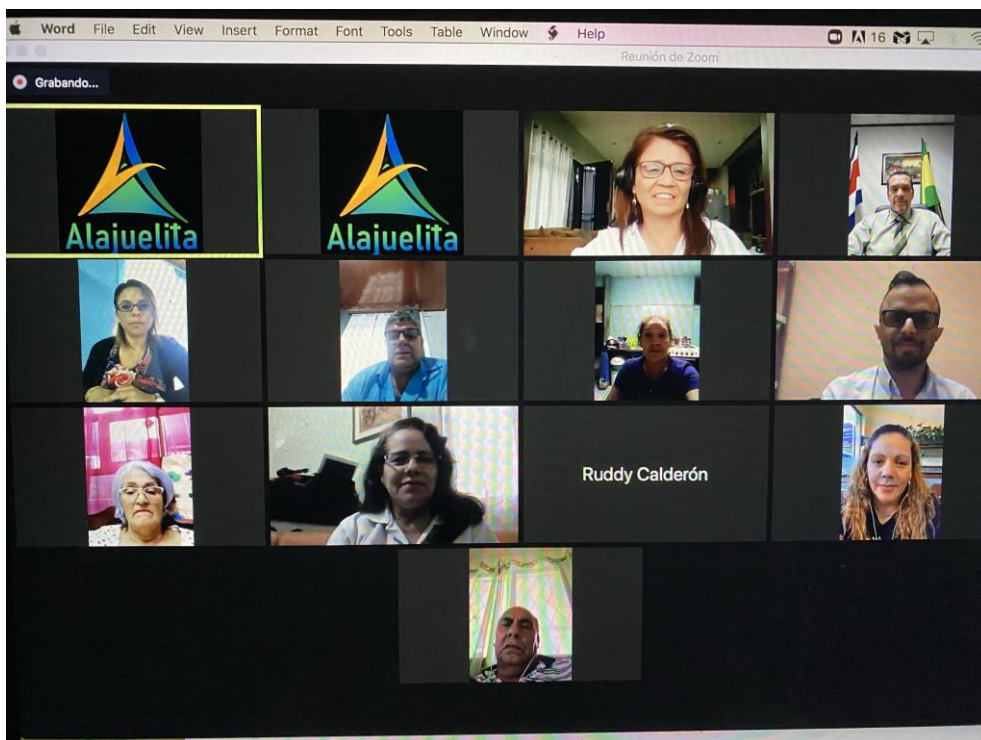 Word File Edit View Insert Format Font Tools Table Window Help 16
Reunión de Zoom
Grabando...
Alajuelita
Alajuelita
Ruddy Calderón